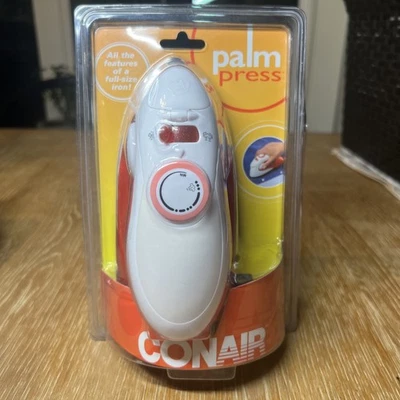 palm
press
All the
features
of a
full-size
iron!
CONAIR